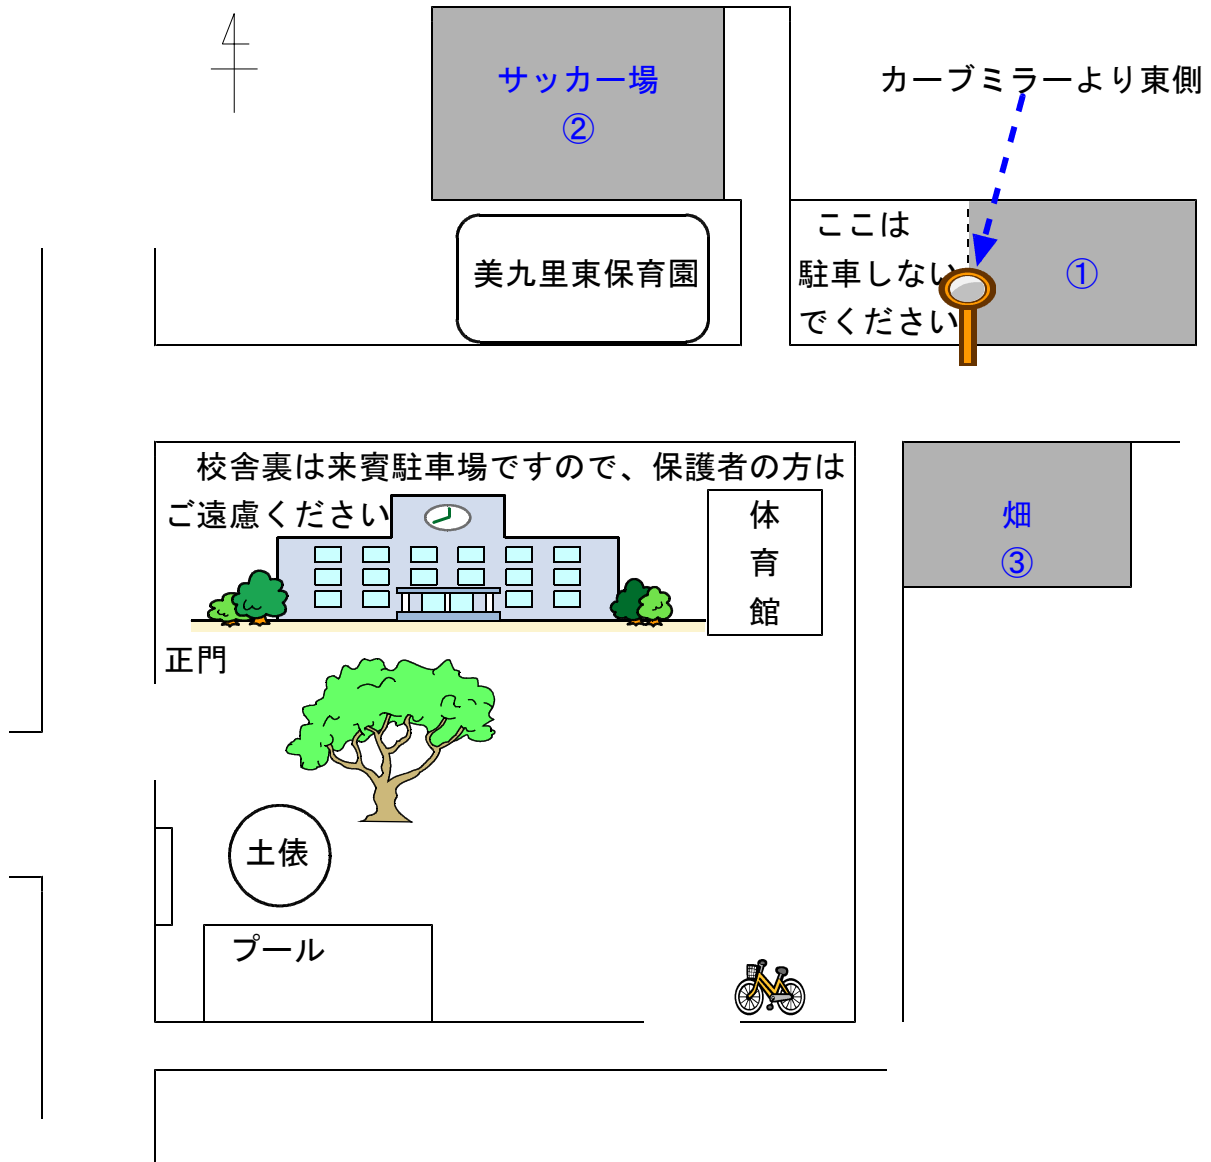 サッカー場
②
カーブミラーより東側
ここは
駐車しない
でください
①
美九里東保育園
校舎裏は来賓駐車場ですので、保護者の方は
ご遠慮ください
体
育
館
畑
③
正門
土俵
プール